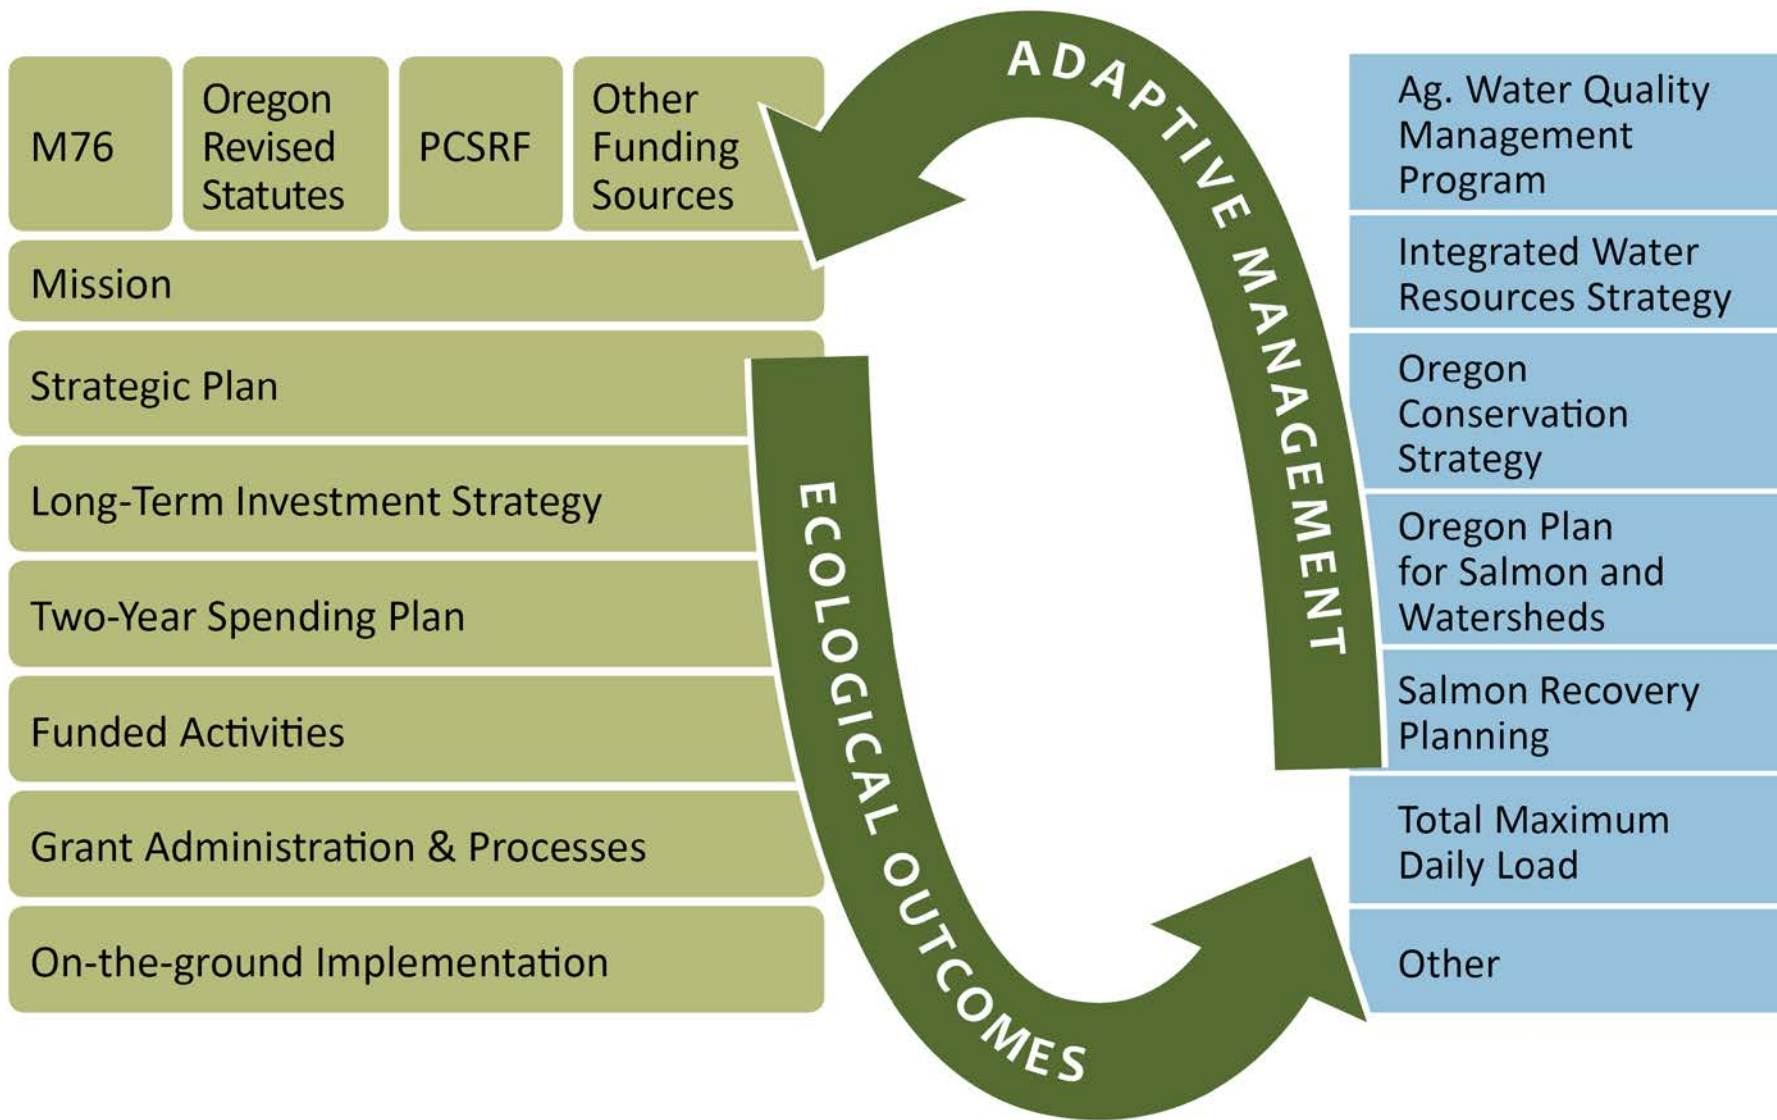 M76
Oregon
Revised
Statutes
PCSRF
Other
Funding
Sources
Mission
Strategic Plan
Long-Term Investment Strategy
Two-Year Spending Plan
Funded Activities
Grant Administration & Processes
On-the-ground Implementation
ADAPTIVE MANAGEMENT
ECOLOGICAL OUTCOMES
Ag. Water Quality
Management
Program
Integrated Water
Resources Strategy
Oregon
Conservation
Strategy
Oregon Plan
for Salmon and
Watersheds
Salmon Recovery
Planning
Total Maximum
Daily Load
Other